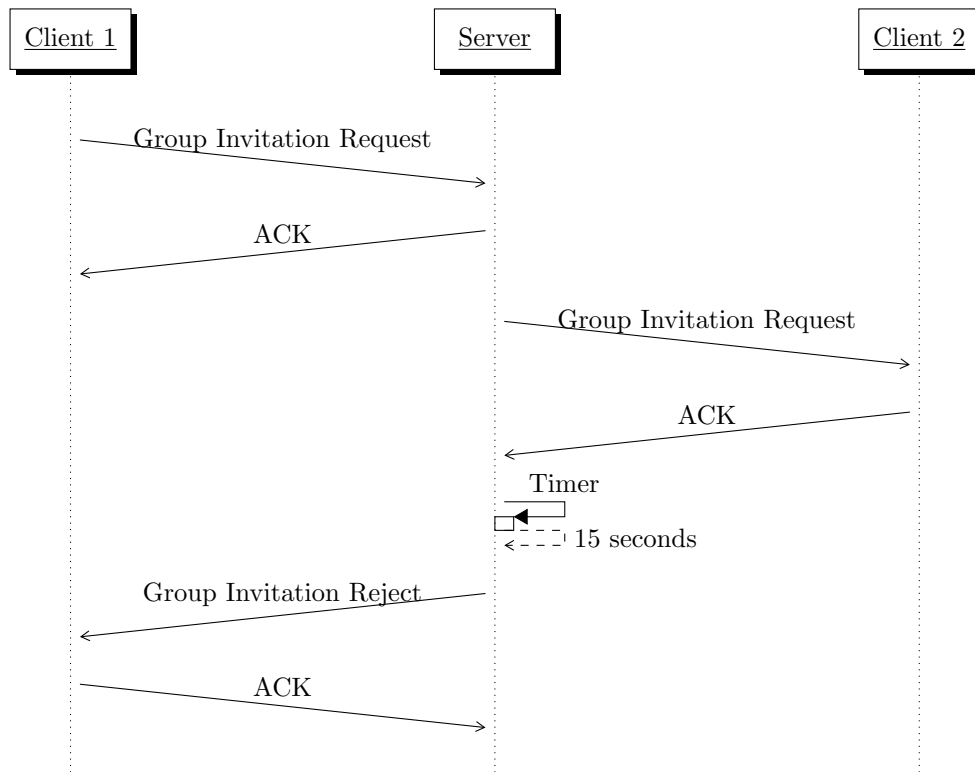 Client 1
Server
Client 2
Group Invitation Request
ACK
Group Invitation Request
ACK
Timer
15 seconds
Group Invitation Reject
ACK